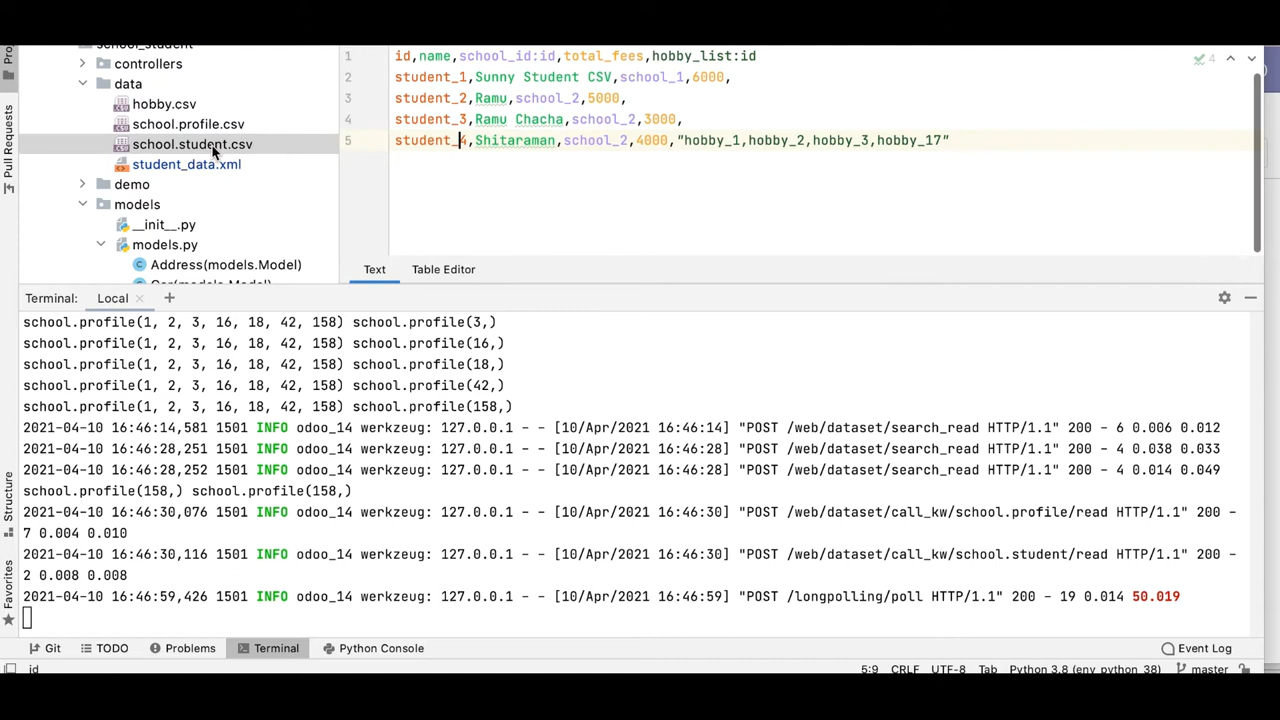 school_student
controllers
data
hobby.csv
school.profile.csv
school.student.csv
student_data.xml
demo
models
__init__.py
models.py
Address(models.Model)
Car(models.Model)
Pull Requests
Structure
Favorites
1 id,name,school_id:id,total_fees,hobby_list:id
2 student_1,Sunny Student CSV,school_1,6000,
3 student_2,Ramu,school_2,5000,
4 student_3,Ramu Chacha,school_2,3000,
5 student_4,Shitaraman,school_2,4000,"hobby_1,hobby_2,hobby_3,hobby_17"
4
Text Table Editor
Terminal: Local
school.profile(1, 2, 3, 16, 18, 42, 158) school.profile(3,)
school.profile(1, 2, 3, 16, 18, 42, 158) school.profile(16,)
school.profile(1, 2, 3, 16, 18, 42, 158) school.profile(18,)
school.profile(1, 2, 3, 16, 18, 42, 158) school.profile(42,)
school.profile(1, 2, 3, 16, 18, 42, 158) school.profile(158,)
2021-04-10 16:46:14,581 1501 INFO odoo_14 werkzeug: 127.0.0.1 - - [10/Apr/2021 16:46:14] "POST /web/dataset/search_read HTTP/1.1" 200 - 6 0.006 0.012
2021-04-10 16:46:28,251 1501 INFO odoo_14 werkzeug: 127.0.0.1 - - [10/Apr/2021 16:46:28] "POST /web/dataset/search_read HTTP/1.1" 200 - 4 0.038 0.033
2021-04-10 16:46:28,252 1501 INFO odoo_14 werkzeug: 127.0.0.1 - - [10/Apr/2021 16:46:28] "POST /web/dataset/search_read HTTP/1.1" 200 - 4 0.014 0.049
school.profile(158,) school.profile(158,)
2021-04-10 16:46:30,076 1501 INFO odoo_14 werkzeug: 127.0.0.1 - - [10/Apr/2021 16:46:30] "POST /web/dataset/call_kw/school.profile/read HTTP/1.1" 200 -
7 0.004 0.010
2021-04-10 16:46:30,116 1501 INFO odoo_14 werkzeug: 127.0.0.1 - - [10/Apr/2021 16:46:30] "POST /web/dataset/call_kw/school.student/read HTTP/1.1" 200 -
2 0.008 0.008
2021-04-10 16:46:59,426 1501 INFO odoo_14 werkzeug: 127.0.0.1 - - [10/Apr/2021 16:46:59] "POST /longpolling/poll HTTP/1.1" 200 - 19 0.014 50.019
Git TODO Problems Terminal Python Console Event Log
id 5:9 CRLF UTF-8 Tab Python 3.8 (env_python_38) master